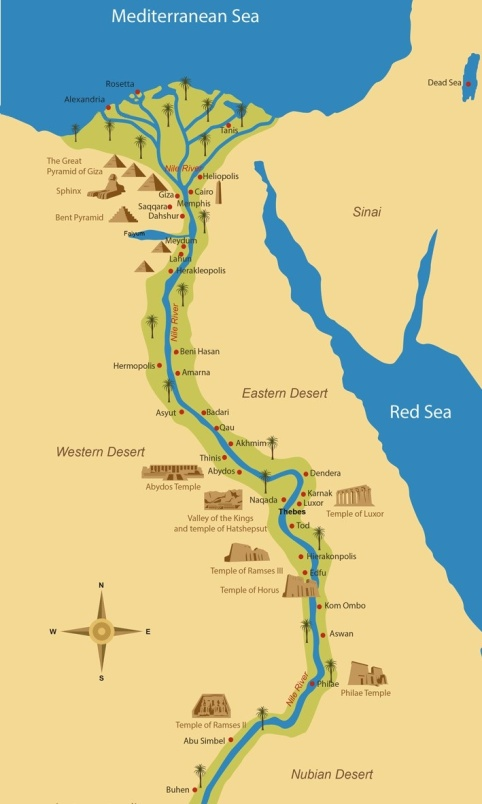 Mediterranean Sea
Dead Sea
Rosetta
Alexandria
Tanis
Nile River
The Great
Pyramid of Giza
Heliopolis
Sphinx
Giza
Cairo
Saqqara
Memphis
Bent Pyramid
Dahshur
Sinai
Faiyum
Meydum
Lahun
Herakleopolis
Nile River
Beni Hasan
Hermopolis
Amarna
Eastern Desert
Red Sea
Asyut
Badari
Qau
Western Desert
Akhmim
Thinis
Abydos
Dendera
Abydos Temple
Karnak
Naqada
Luxor
Thebes
Temple of Luxor
Valley of the Kings
and temple of Hatshepsut
Tod
Hierakonpolis
Temple of Ramses III
Edfu
Temple of Horus
N
W
E
S
Kom Ombo
Aswan
Nile River
Philae
Philae Temple
Temple of Ramses II
Abu Simbel
Nubian Desert
Buhen